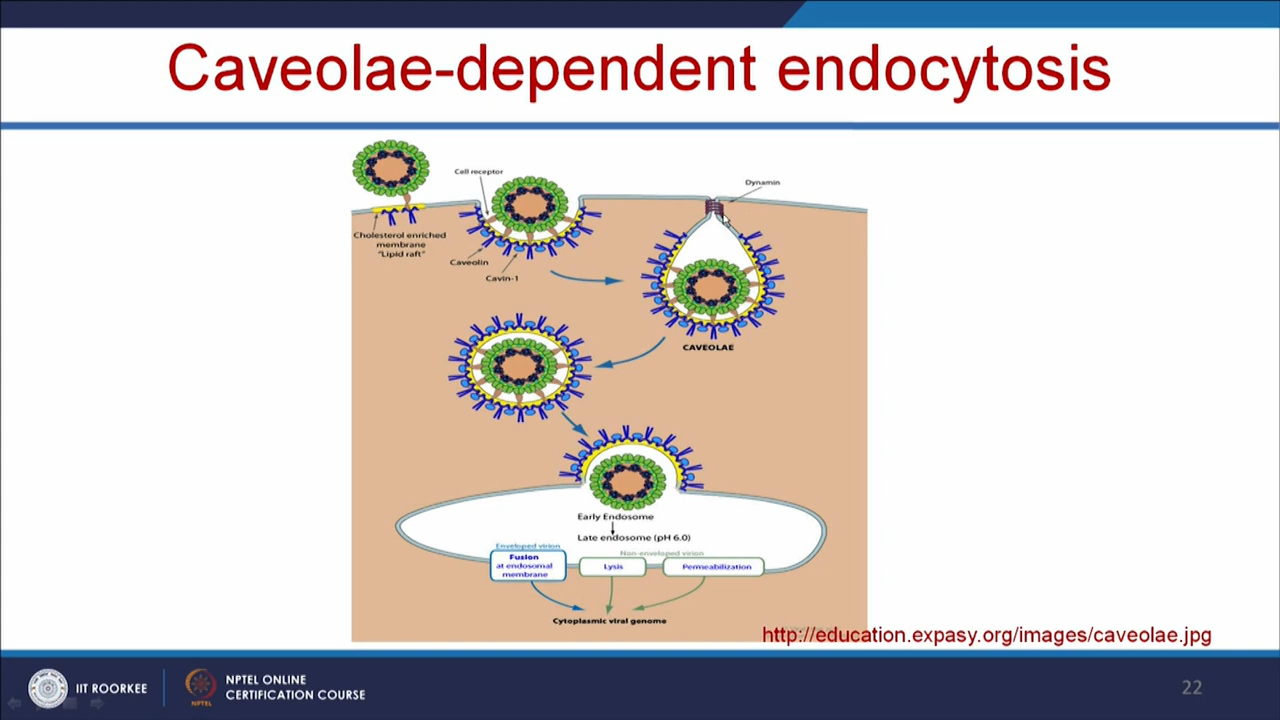 Caveolae-dependent endocytosis
Cell receptor
Dynamin
Cholesterol enriched
membrane
"Lipid raft"
Caveolin
Cavin-1
CAVEOLAE
Early Endosome
Late endosome (pH 6.0)
Enveloped virion
Non-enveloped virion
Fusion
at endosomal
membrane
Lysis
Permeabilization
Cytoplasmic viral genome
http://education.expasy.org/images/caveolae.jpg
IIT ROORKEE
NPTEL
NPTEL ONLINE
CERTIFICATION COURSE
22